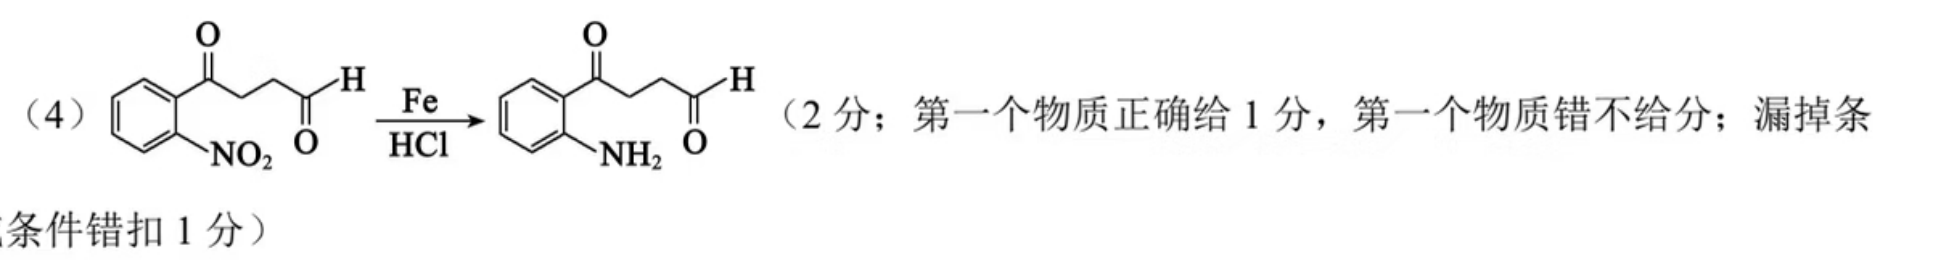 (4) O H O NO₂ Fe HCl O H O NH₂ (2 分；第一个物质正确给 1 分，第一个物质错不给分；漏掉条
条件错扣 1 分）